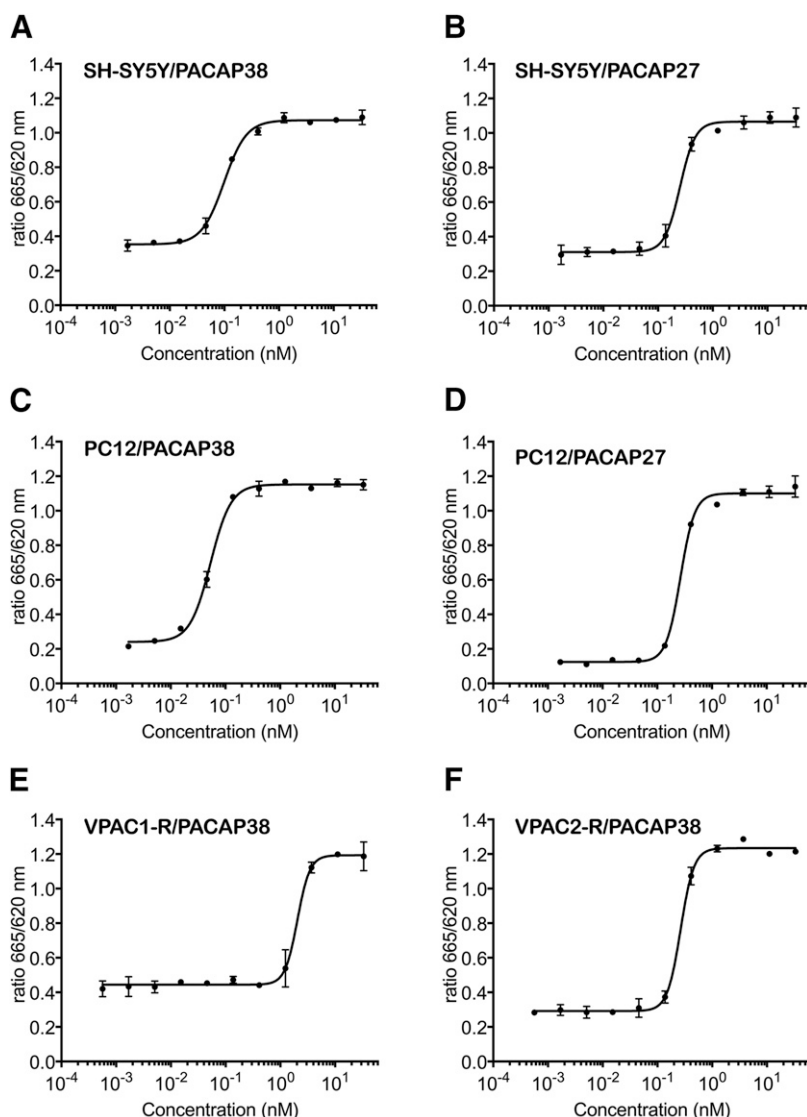 A
SH-SY5Y/PACAP38
ratio 665/620 nm
1.4
1.2
1.0
0.8
0.6
0.4
0.2
0.0
10⁻⁴ 10⁻³ 10⁻² 10⁻¹ 10⁰ 10¹
Concentration (nM)
B
SH-SY5Y/PACAP27
ratio 665/620 nm
1.4
1.2
1.0
0.8
0.6
0.4
0.2
0.0
10⁻⁴ 10⁻³ 10⁻² 10⁻¹ 10⁰ 10¹
Concentration (nM)
C
PC12/PACAP38
ratio 665/620 nm
1.4
1.2
1.0
0.8
0.6
0.4
0.2
0.0
10⁻⁴ 10⁻³ 10⁻² 10⁻¹ 10⁰ 10¹
Concentration (nM)
D
PC12/PACAP27
ratio 665/620 nm
1.4
1.2
1.0
0.8
0.6
0.4
0.2
0.0
10⁻⁴ 10⁻³ 10⁻² 10⁻¹ 10⁰ 10¹
Concentration (nM)
E
VPAC1-R/PACAP38
ratio 665/620 nm
1.4
1.2
1.0
0.8
0.6
0.4
0.2
0.0
10⁻⁴ 10⁻³ 10⁻² 10⁻¹ 10⁰ 10¹
Concentration (nM)
F
VPAC2-R/PACAP38
ratio 665/620 nm
1.4
1.2
1.0
0.8
0.6
0.4
0.2
0.0
10⁻⁴ 10⁻³ 10⁻² 10⁻¹ 10⁰ 10¹
Concentration (nM)